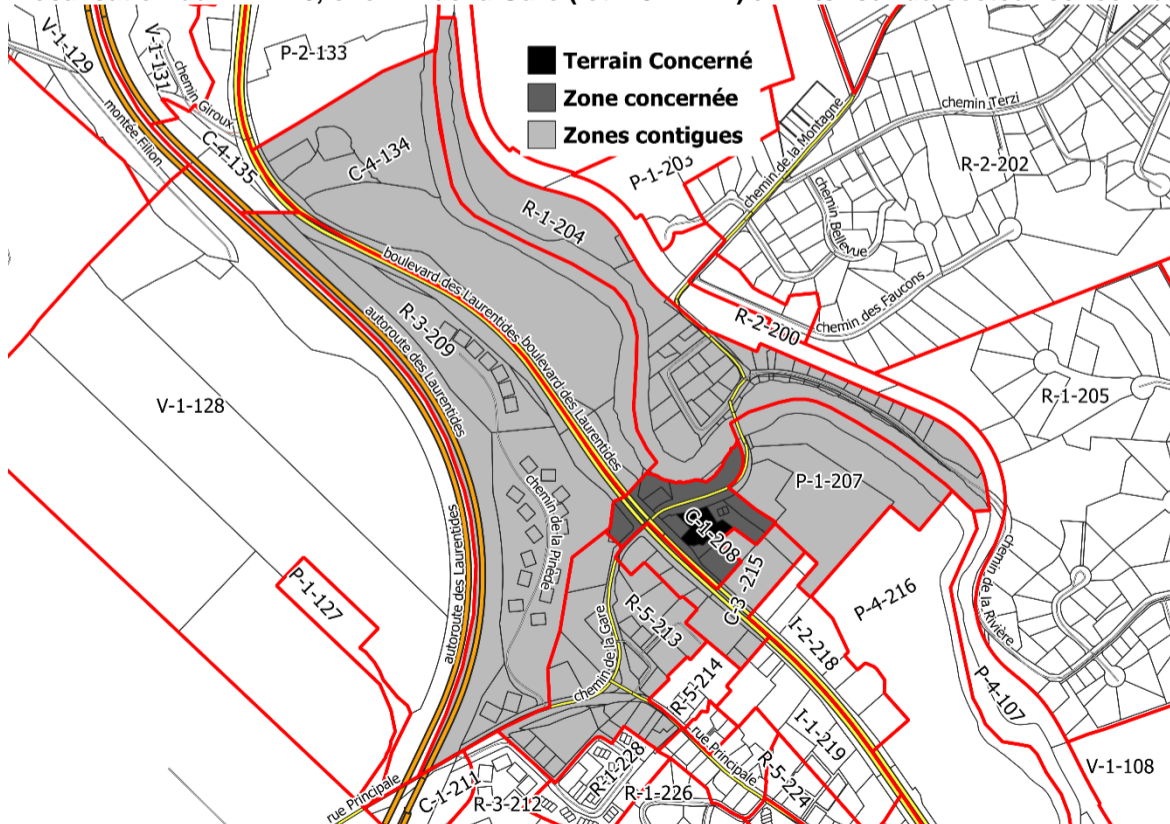 V-1-129
V-1-131
P-2-133
chemin Giroux
montée Filion
C-4-135
C-4-134
Terrain Concerné
Zone concernée
Zones contigues
P-1-203
chemin de la Montagne
chemin Terzi
R-2-202
chemin Bellevue
chemin des Faucons
R-1-204
R-2-200
boulevard des Laurentides
boulevard des Laurentides
R-3-209
autoroute des Laurentides
autoroute des Laurentides
V-1-128
R-1-205
P-1-207
C-1-208
C-3 -215
chemin de la Pinède
chemin de la Rivière
P-1-127
P-4-216
R-5-213
chemin de la Gare
I-2-218
R-5-214
P-4-107
I-1-219
rue Principale
R-5-224
V-1-108
rue Principale
C-1-211
R-3-212
R-1-228
R-1-226